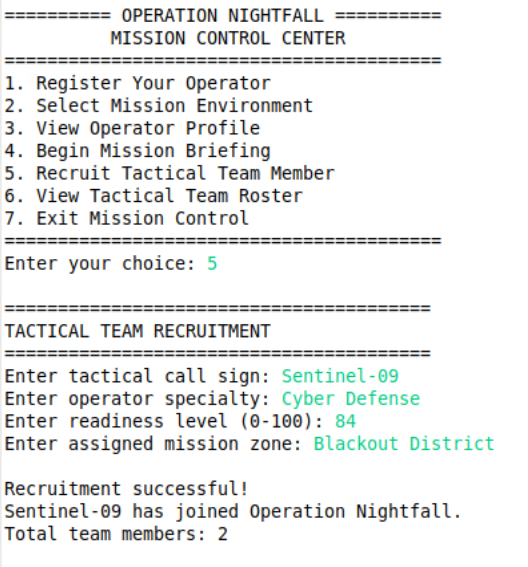 ========== OPERATION NIGHTFALL ==========
MISSION CONTROL CENTER
=========================================
1. Register Your Operator
2. Select Mission Environment
3. View Operator Profile
4. Begin Mission Briefing
5. Recruit Tactical Team Member
6. View Tactical Team Roster
7. Exit Mission Control
=========================================
Enter your choice: 5

========================================
TACTICAL TEAM RECRUITMENT
========================================
Enter tactical call sign: Sentinel-09
Enter operator specialty: Cyber Defense
Enter readiness level (0-100): 84
Enter assigned mission zone: Blackout District

Recruitment successful!
Sentinel-09 has joined Operation Nightfall.
Total team members: 2